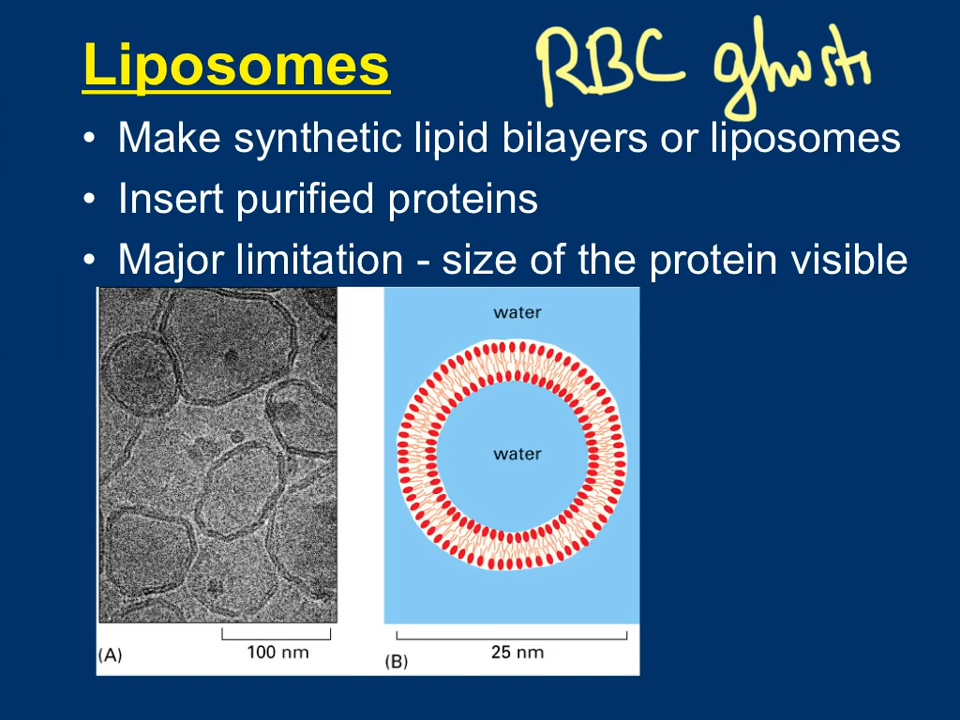 Liposomes
RBC ghosts
• Make synthetic lipid bilayers or liposomes
• Insert purified proteins
• Major limitation - size of the protein visible
water
water
100 nm
(A)
25 nm
(B)